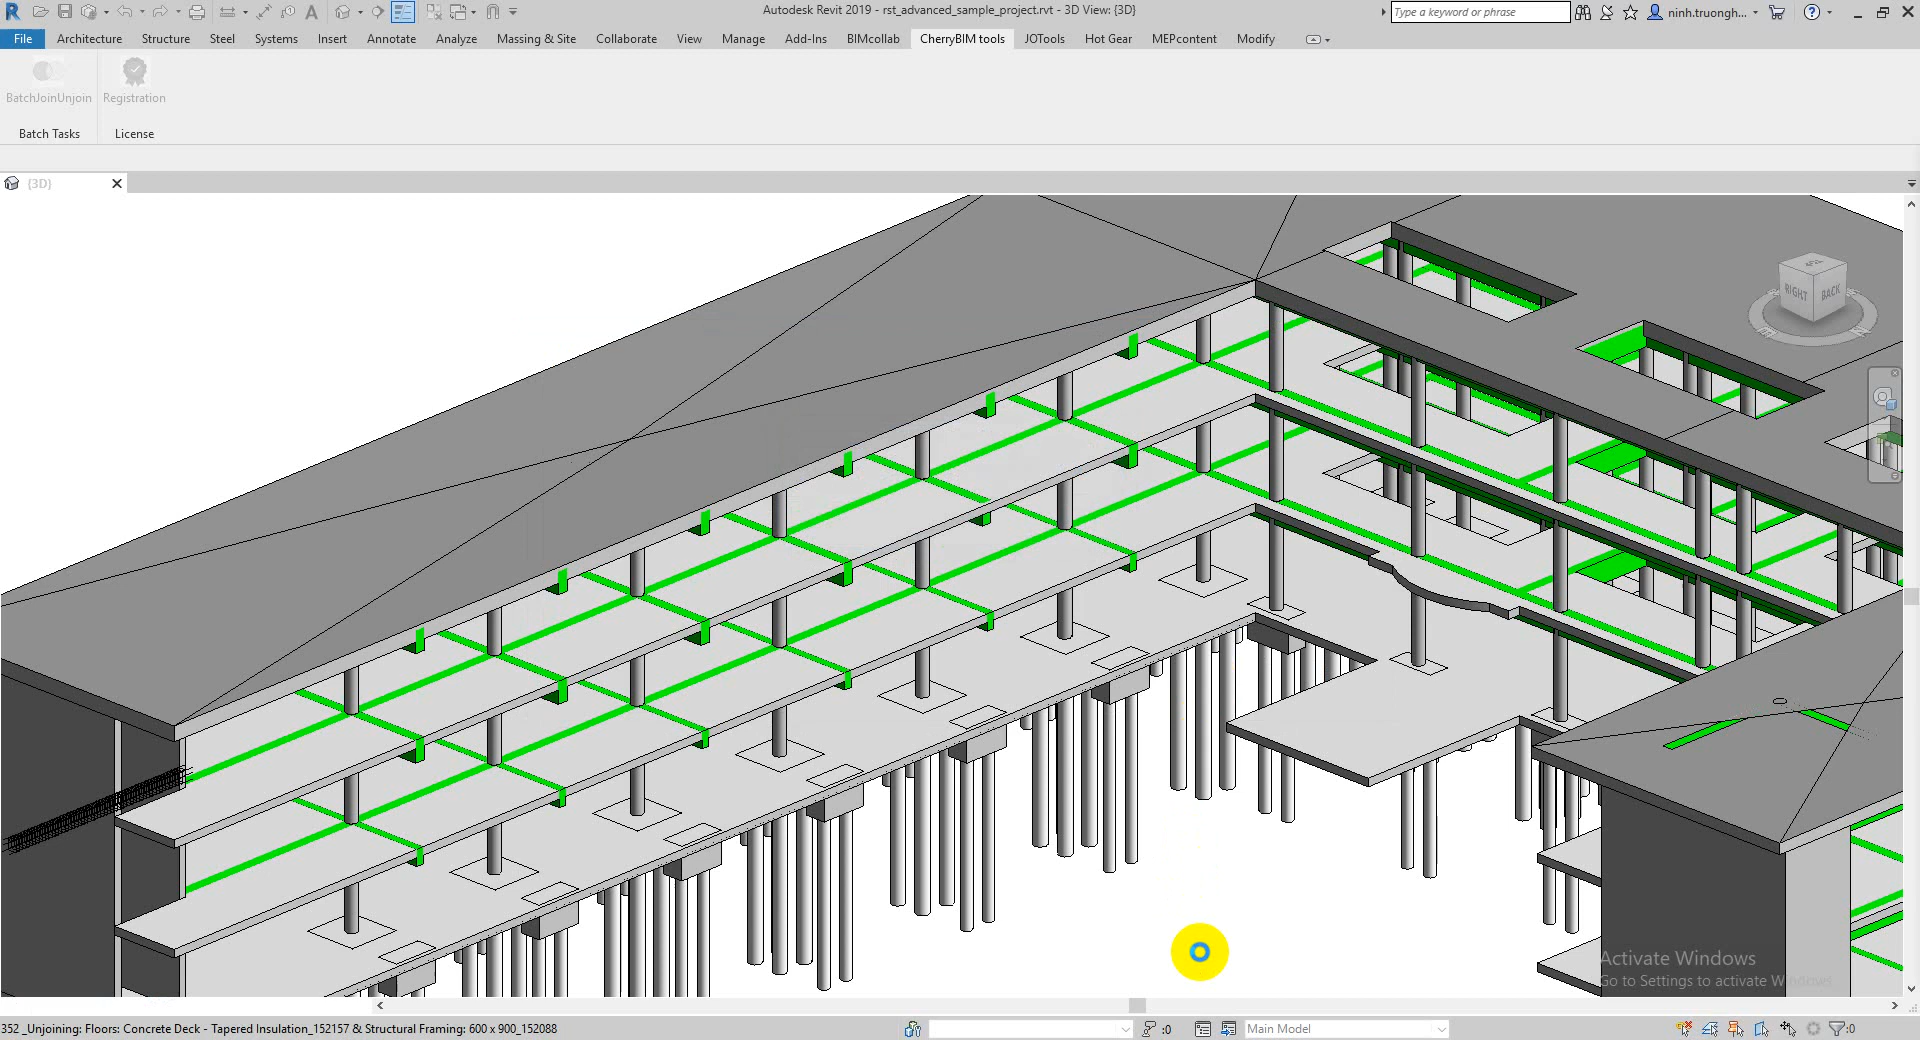 Autodesk Revit 2019 - rst_advanced_sample_project.rvt - 3D View: {3D}
Type a keyword or phrase
ninh.truongh...
File Architecture Structure Steel Systems Insert Annotate Analyze Massing & Site Collaborate View Manage Add-Ins BIMcollab CherryBIM tools JOTools Hot Gear MEPcontent Modify
BatchJoinUnjoin Registration
Batch Tasks License
{3D}
TOP
RIGHT BACK
Activate Windows
Go to Settings to activate Windows.
352 _Unjoining: Floors: Concrete Deck - Tapered Insulation_152157 & Structural Framing: 600 x 900_152088
:0
Main Model
:0